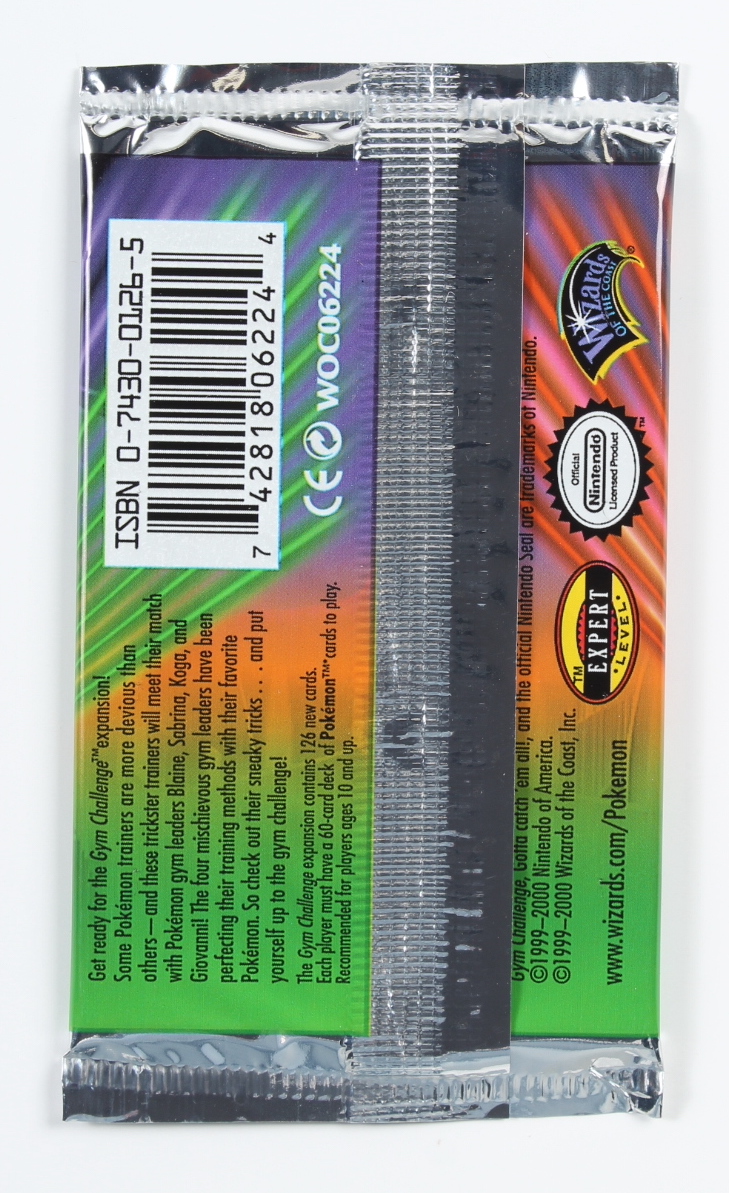 ISBN 0-7430-0126-5
7 42818 06224 4
CE WOC06224
Get ready for the Gym Challenge™ expansion!
Some Pokémon trainers are more devious than
others—and these trickster trainers will meet their match
with Pokémon gym leaders Blaine, Sabrina, Koga, and
Giovanni! The four mischievous gym leaders have been
perfecting their training methods with their favorite
Pokémon. So check out their sneaky tricks . . . and put
yourself up to the gym challenge!
The Gym Challenge expansion contains 126 new cards.
Each player must have a 60-card deck of Pokémon™ cards to play.
Recommended for players ages 10 and up.
Gym Challenge, Gotta catch 'em all!, and the official Nintendo Seal are trademarks of Nintendo.
©1999–2000 Nintendo of America.
©1999–2000 Wizards of the Coast, Inc.
www.wizards.com/Pokemon
TM
EXPERT
LEVEL
Official
Nintendo
Licensed Product
TM
Wizards
OF THE COAST
®